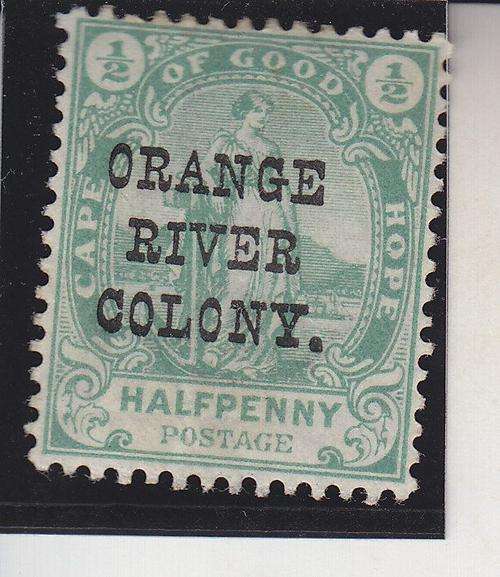 ½ ½
CAPE OF GOOD HOPE
ORANGE
RIVER
COLONY.
HALFPENNY
POSTAGE